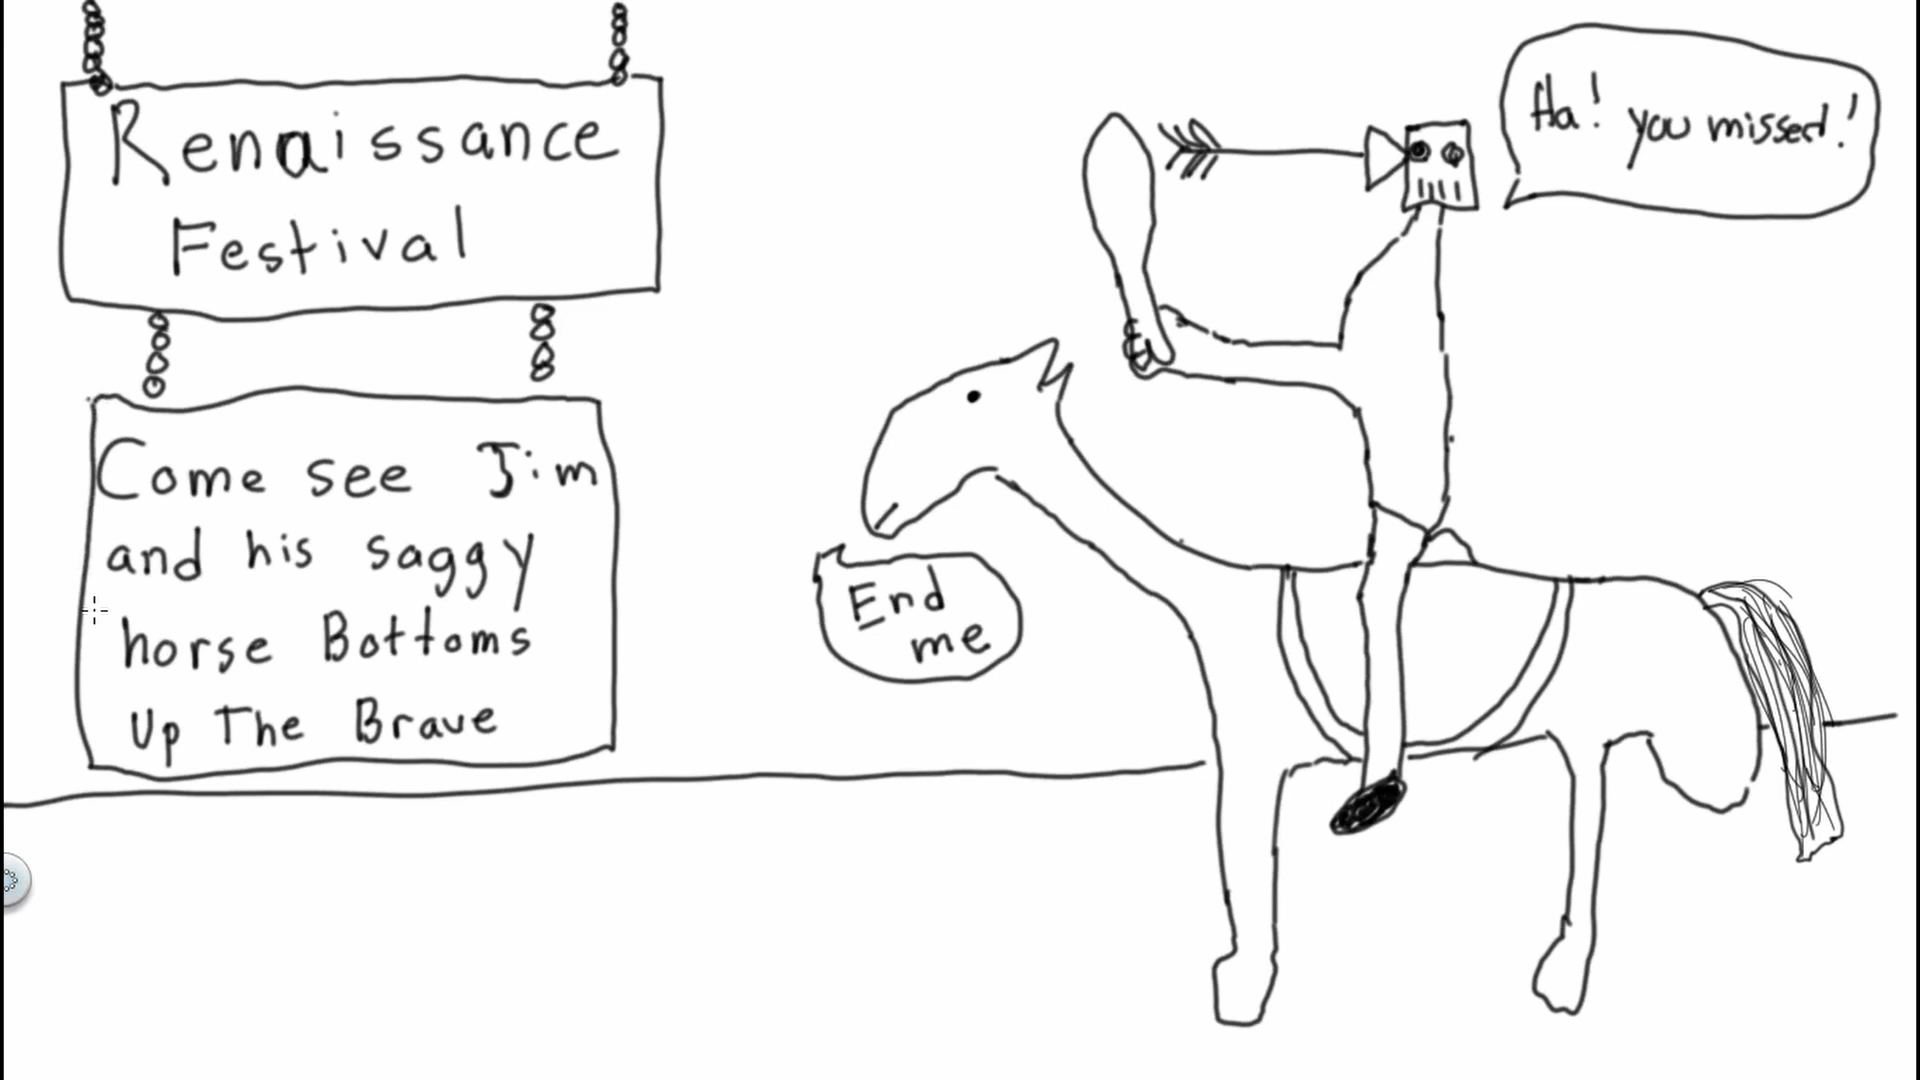 Renaissance
Festival
Come see Jim
and his saggy
horse Bottoms
Up The Brave
Ha! you missed!
End
me